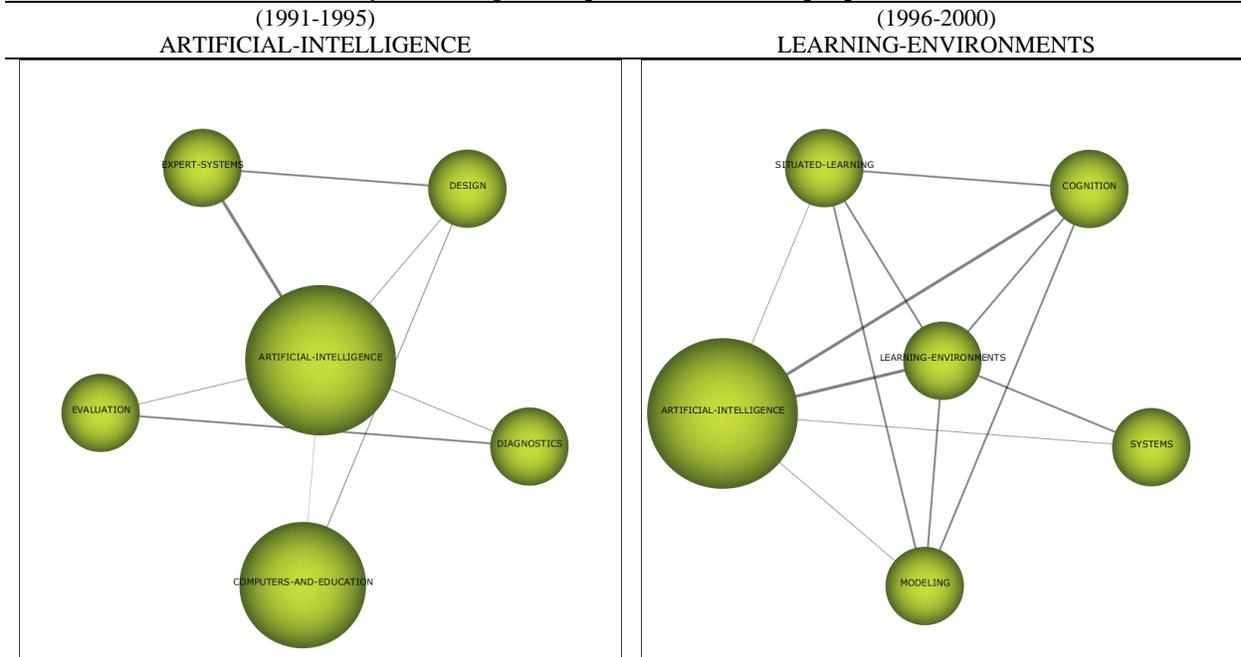 (1991-1995)
ARTIFICIAL-INTELLIGENCE
(1996-2000)
LEARNING-ENVIRONMENTS
EXPERT-SYSTEMS
DESIGN
ARTIFICIAL-INTELLIGENCE
EVALUATION
DIAGNOSTICS
COMPUTERS-AND-EDUCATION
SITUATED-LEARNING
COGNITION
LEARNING-ENVIRONMENTS
ARTIFICIAL-INTELLIGENCE
SYSTEMS
MODELING